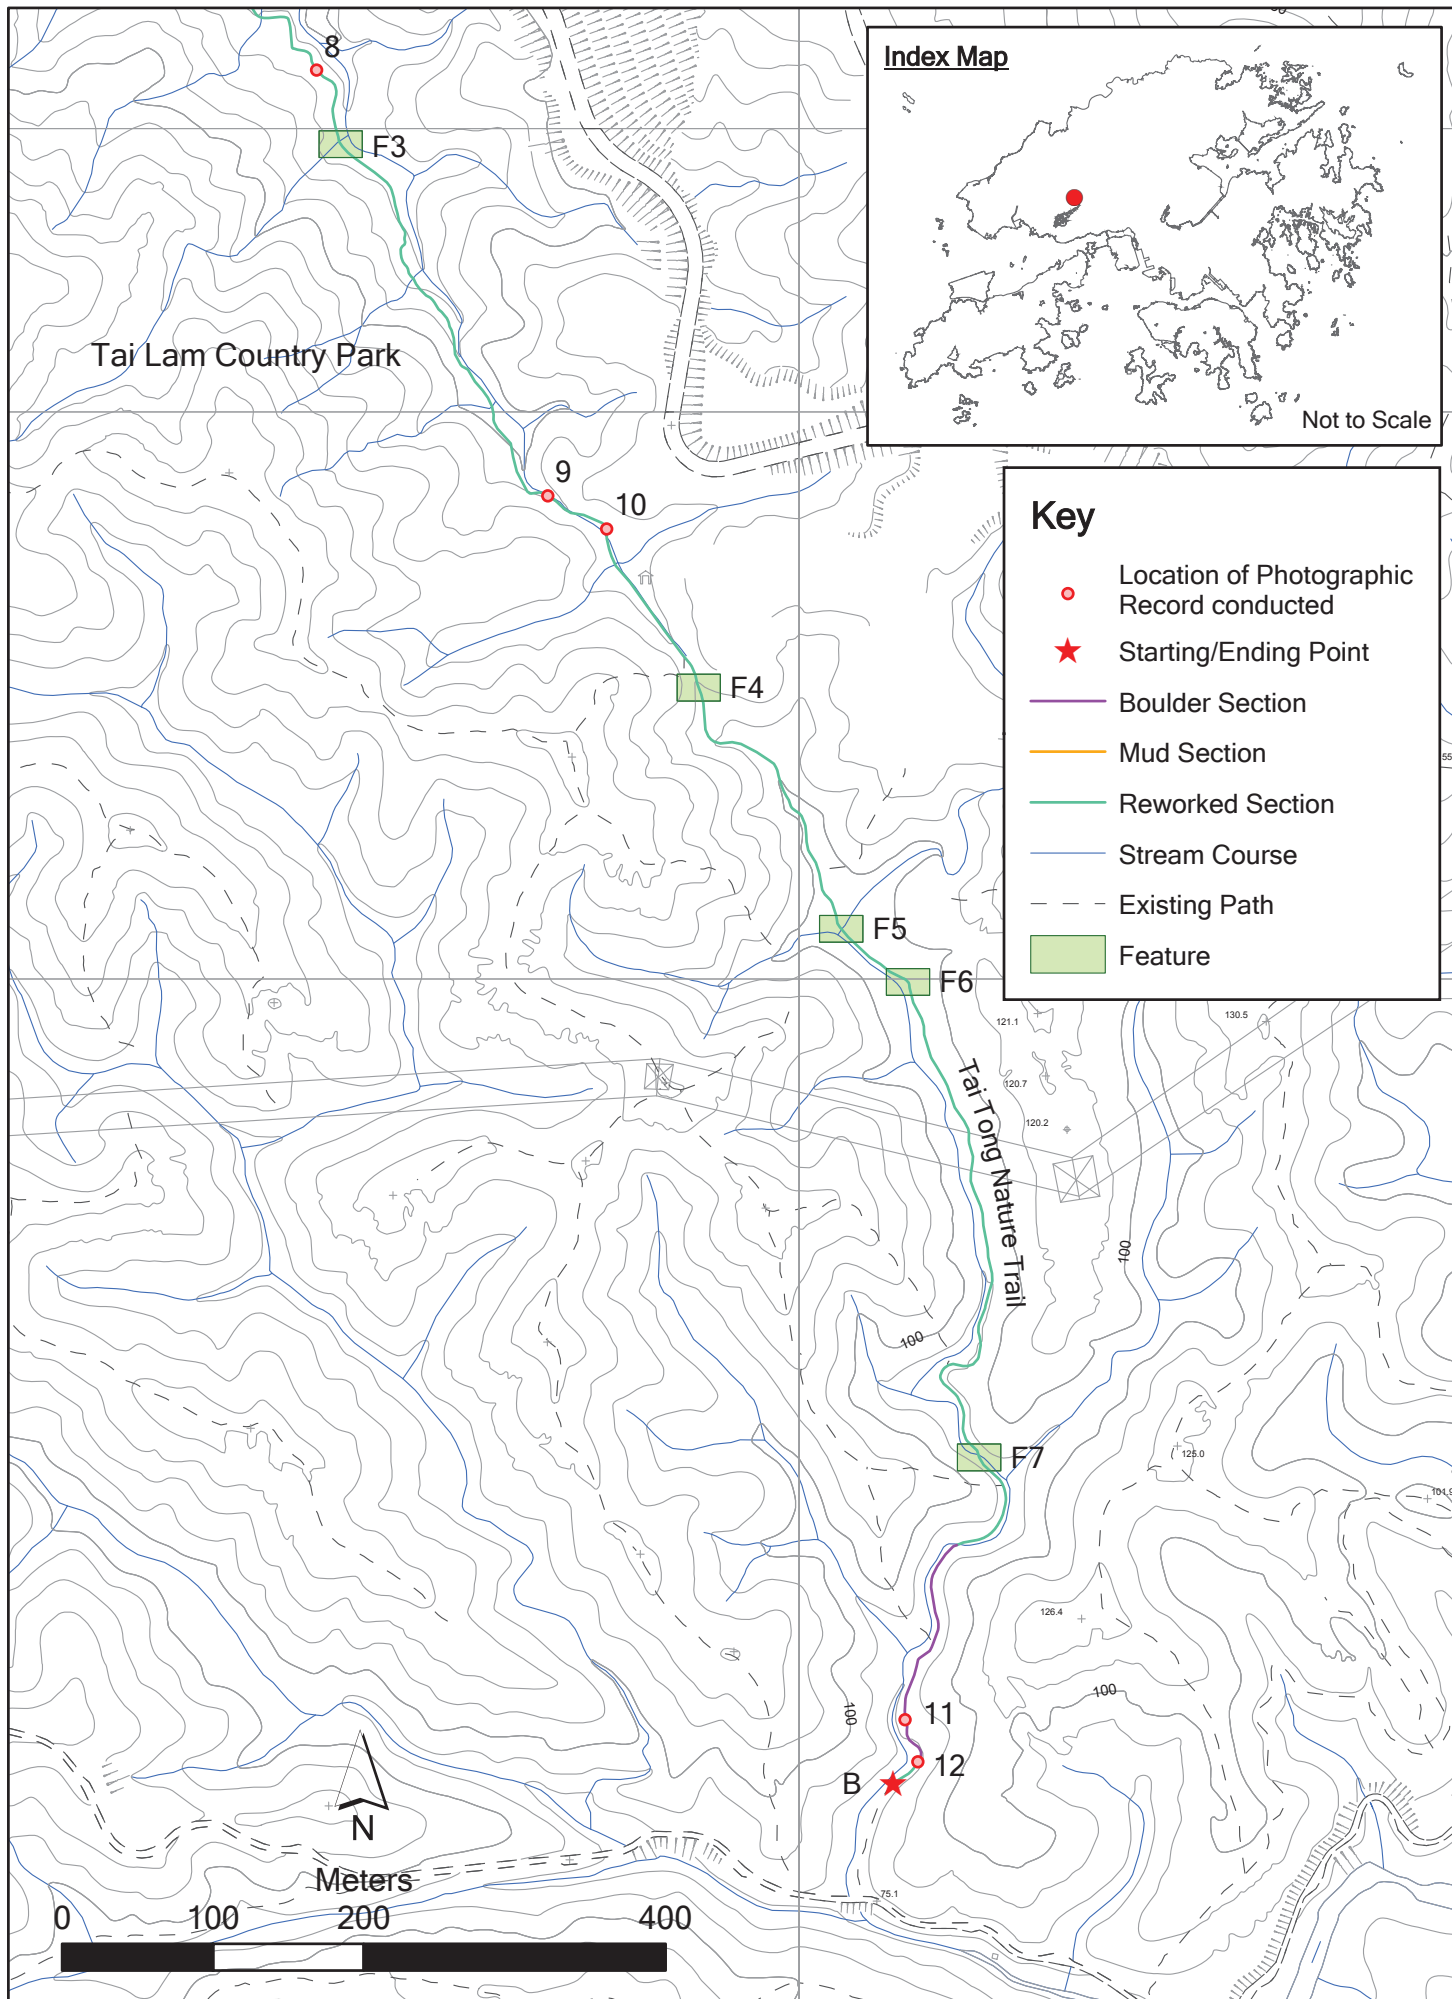 8
F3
Index Map
Not to Scale
Tai Lam Country Park
9
10
F4
Key
Location of Photographic
Record conducted
Starting/Ending Point
Boulder Section
Mud Section
Reworked Section
Stream Course
Existing Path
Feature
F5
F6
121.1
130.5
120.7
120.2
Tai Tong Nature Trail
100
100
F7
125.0
126.4
100
100
11
12
B
N
Meters
75.1
0 100 200 400